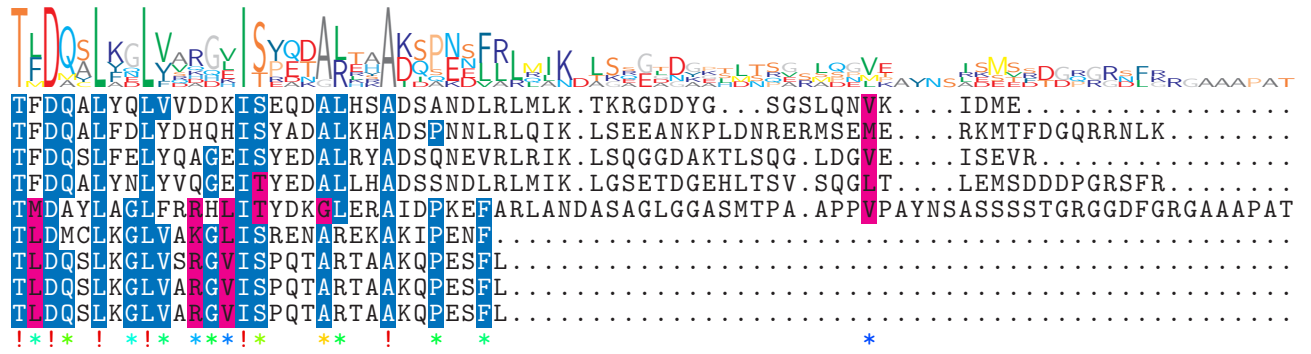 TFDQALYQLVVDDKISEQDALHSADSANDLRLMLK.TKRGDDYG...SGSLQNVK....IDME.................
TFDQALFDLYDHQHISYADALKHADSPNNLRLQIK.LSEEANKPLDNRERMSEME....RKMTFDGQRRNLK........
TFDQSLFELYQAGEISYEDALRYADSQNEVRLRIK.LSQGGDAKTLSQG.LDGVE....ISEVR................
TFDQALYNLYVQGEITYEDALLHADSSNDLRLMIK.LGSETDGEHLTSV.SQGLT....LEMSDDDPGRSFR........
TMDAYLAGLFRRHLITYDKGLERAIDPKEFARLANDASAGLGGASMTPA.APPVPAYNSASSSSTGRGGDFGRGAAAPAT
TLDMCLKGLVAKGLISRENAREKAKIPENF..................................................
TLDQSLKGLVSRGVISPQTARTAAKQPESFL.................................................
TLDQSLKGLVARGVISPQTARTAAKQPESFL.................................................
TLDQSLKGLVARGVISPQTARTAAKQPESFL.................................................
!*!* ! *!* ***!*   **  !  *  *                       *